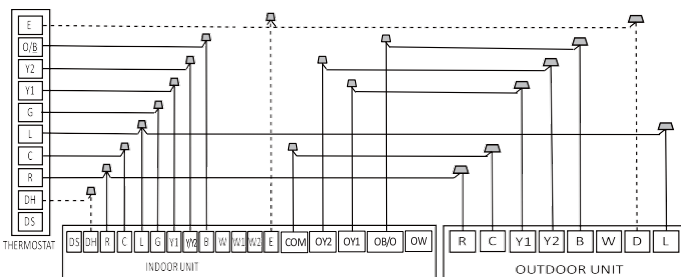 E
O/B
Y2
Y1
G
L
C
R
DH
DS
THERMOSTAT
DS DH R C L G Y1 Y/Y2 B W W1 W2 E COM OY2 OY1 OB/O OW
INDOOR UNIT
R C Y1 Y2 B W D L
OUTDOOR UNIT